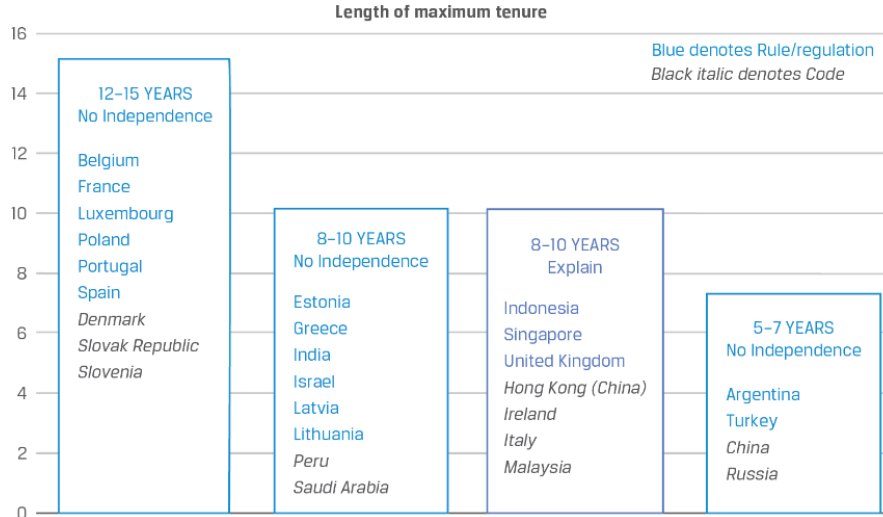 Length of maximum tenure
16
14
12
10
8
6
4
2
0
Blue denotes Rule/regulation
Black italic denotes Code
12–15 YEARS
No Independence
Belgium
France
Luxembourg
Poland
Portugal
Spain
Denmark
Slovak Republic
Slovenia
8–10 YEARS
No Independence
Estonia
Greece
India
Israel
Latvia
Lithuania
Peru
Saudi Arabia
8–10 YEARS
Explain
Indonesia
Singapore
United Kingdom
Hong Kong (China)
Ireland
Italy
Malaysia
5–7 YEARS
No Independence
Argentina
Turkey
China
Russia